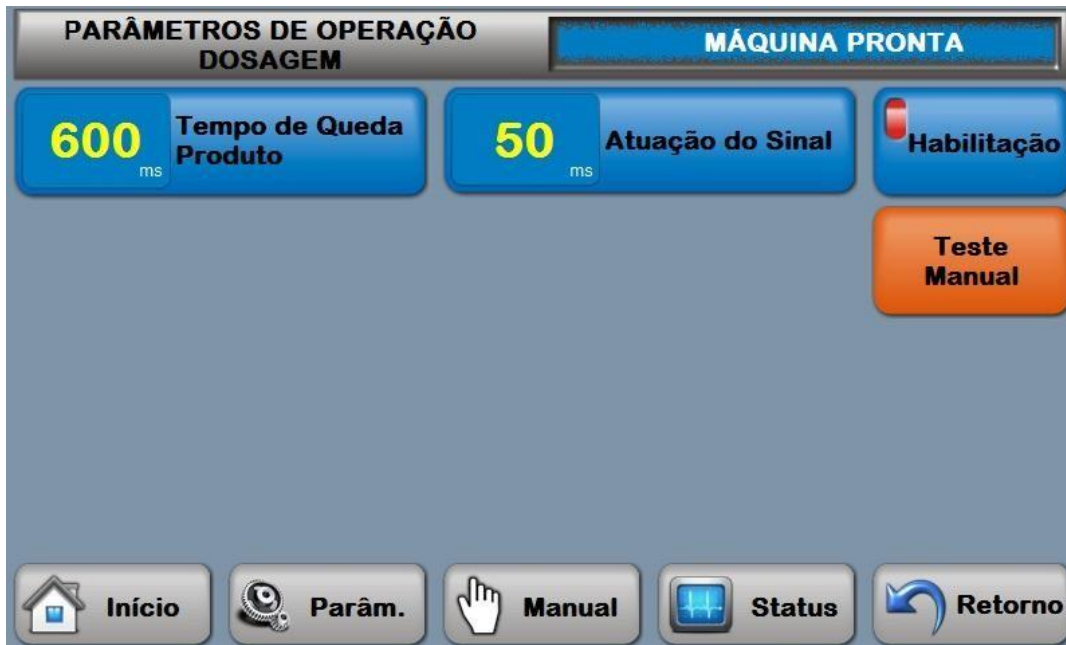 PARÂMETROS DE OPERAÇÃO
DOSAGEM
MÁQUINA PRONTA
600
ms
Tempo de Queda
Produto
50
ms
Atuação do Sinal
Habilitação
Teste
Manual
Início
Parâm.
Manual
Status
Retorno